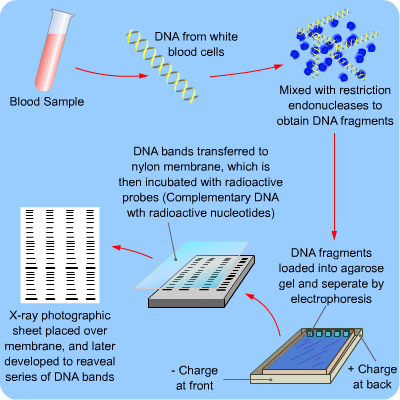 Blood Sample
DNA from white
blood cells
Mixed with restriction
endonucleases to
obtain DNA fragments
DNA bands transferred to
nylon membrane, which is
then incubated with radioactive
probes (Complementary DNA
wth radioactive nucleotides)
DNA fragments
loaded into agarose
gel and seperate by
electrophoresis
X-ray photographic
sheet placed over
membrane, and later
developed to reaveal
series of DNA bands
- Charge
at front
+ Charge
at back